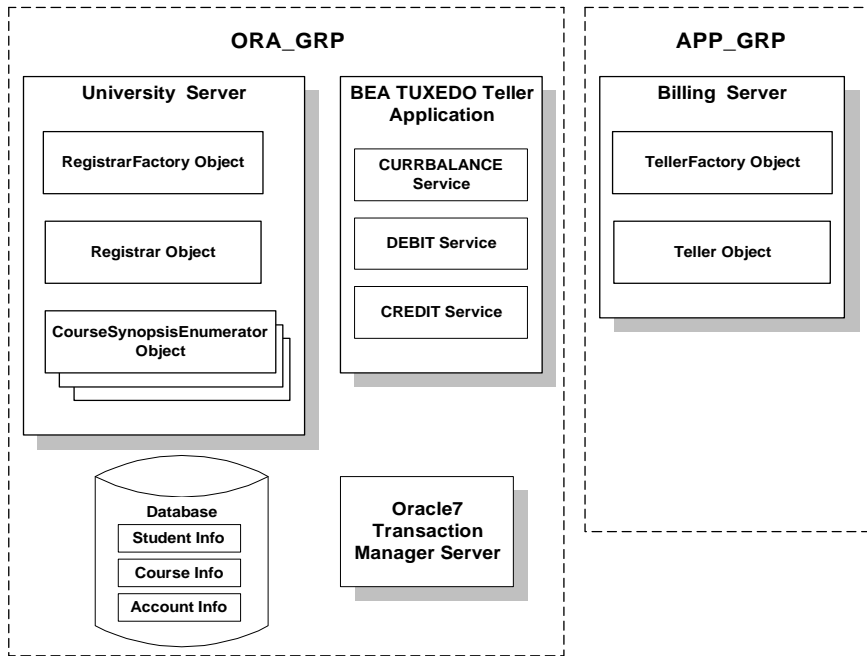 ORA_GRP
University Server
RegistrarFactory Object
Registrar Object
CourseSynopsisEnumerator
Object
BEA TUXEDO Teller
Application
CURRBALANCE
Service
DEBIT Service
CREDIT Service
Database
Student Info
Course Info
Account Info
Oracle7
Transaction
Manager Server
APP_GRP
Billing Server
TellerFactory Object
Teller Object